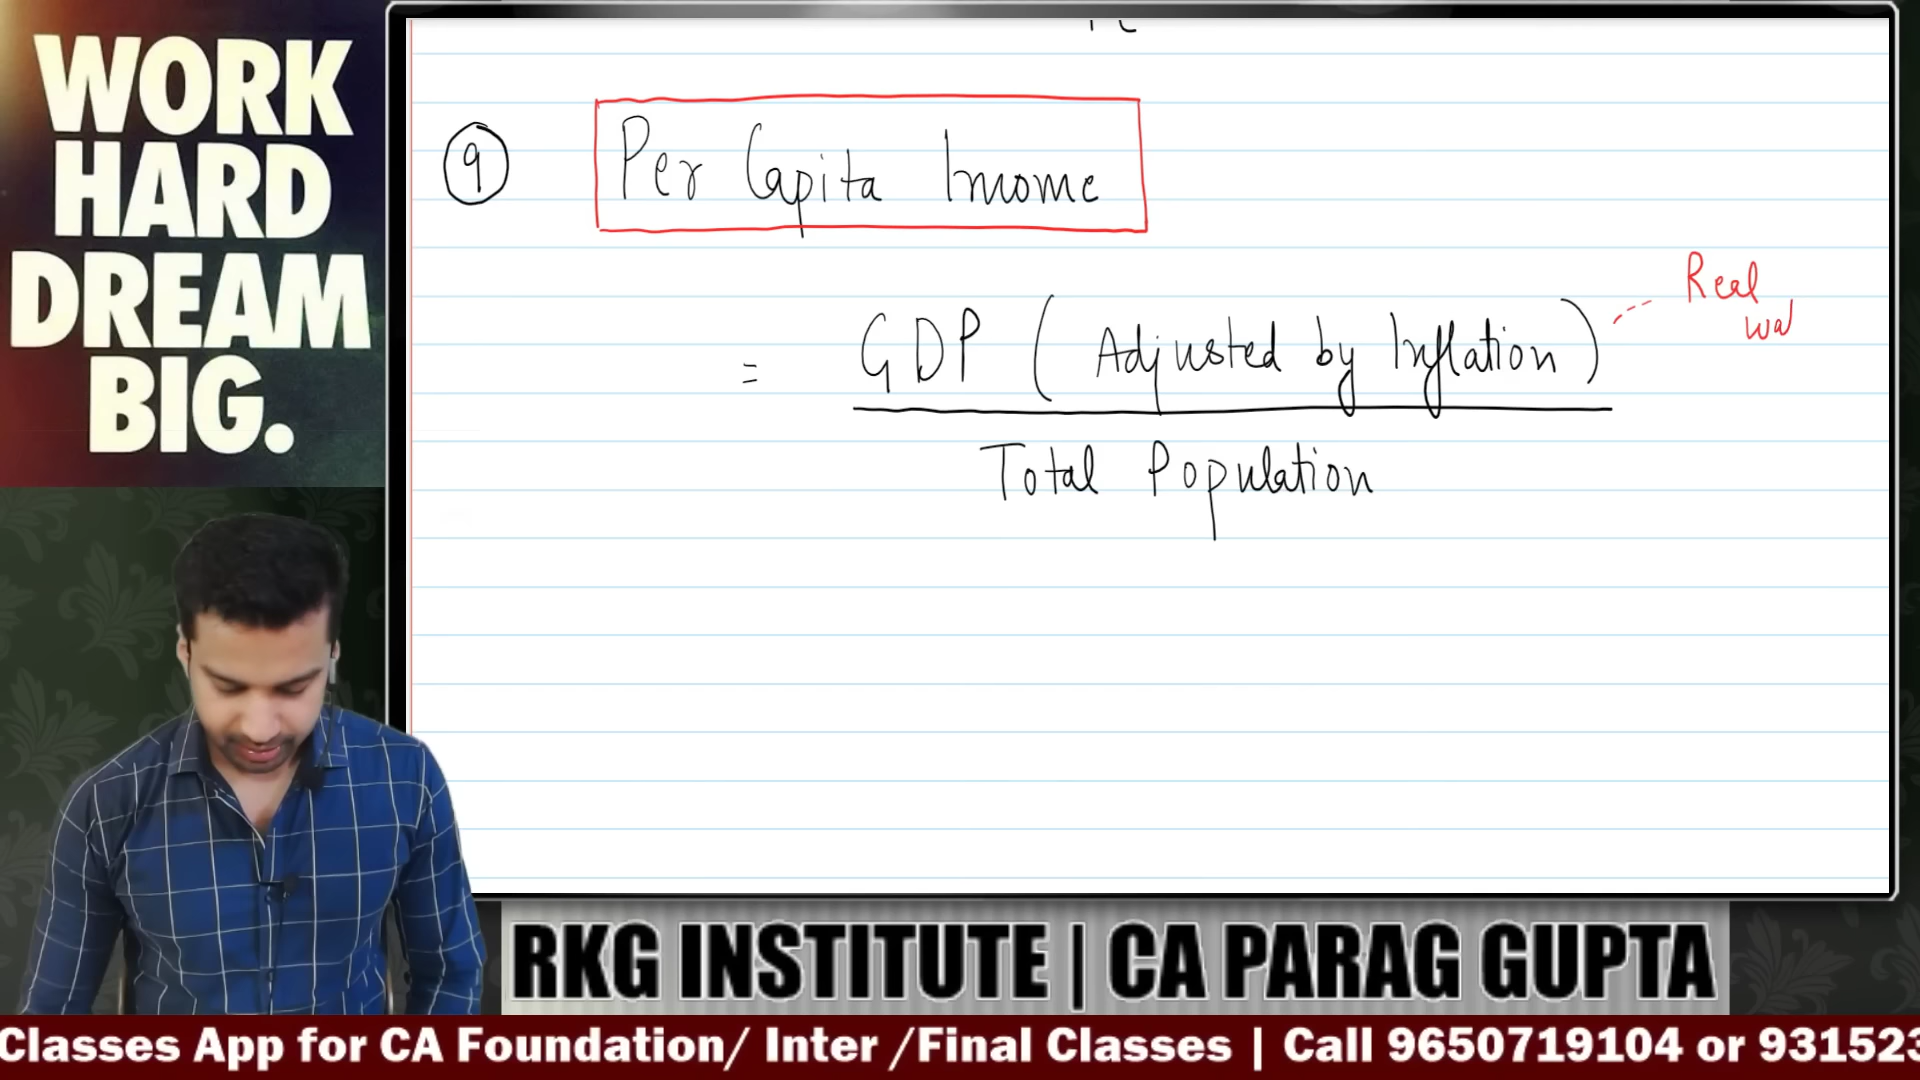 WORK
HARD
DREAM
BIG.
9 Per Capita Income
Real
= GDP (Adjusted by Inflation)
Total Population
RKG INSTITUTE | CA PARAG GUPTA
Classes App for CA Foundation/ Inter /Final Classes | Call 9650719104 or 931523